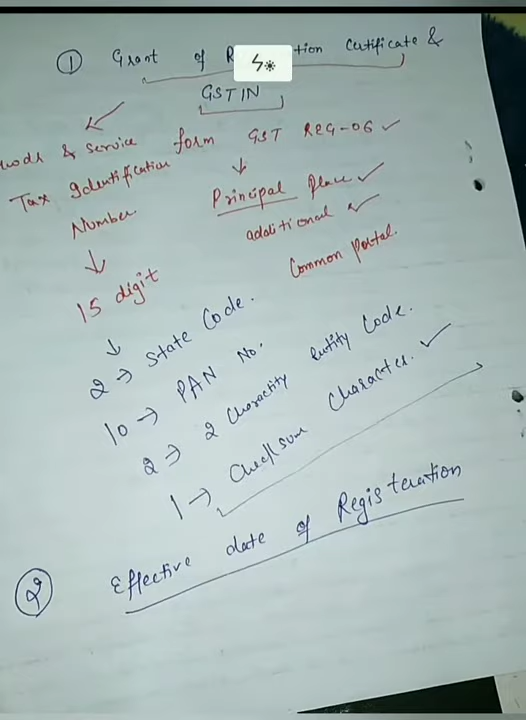 ① Grant of R tion Certificate &
GSTIN
& Service form GST REG-06 ✓
Tax Identification
Number.
Principal place ✓
additional ✓
Common portal.
15 digit
2 → State Code.
10 → PAN No.
2 → 2 Charactity entity Code.
1 → Checksum Character. ✓
② Effective date of Registeration